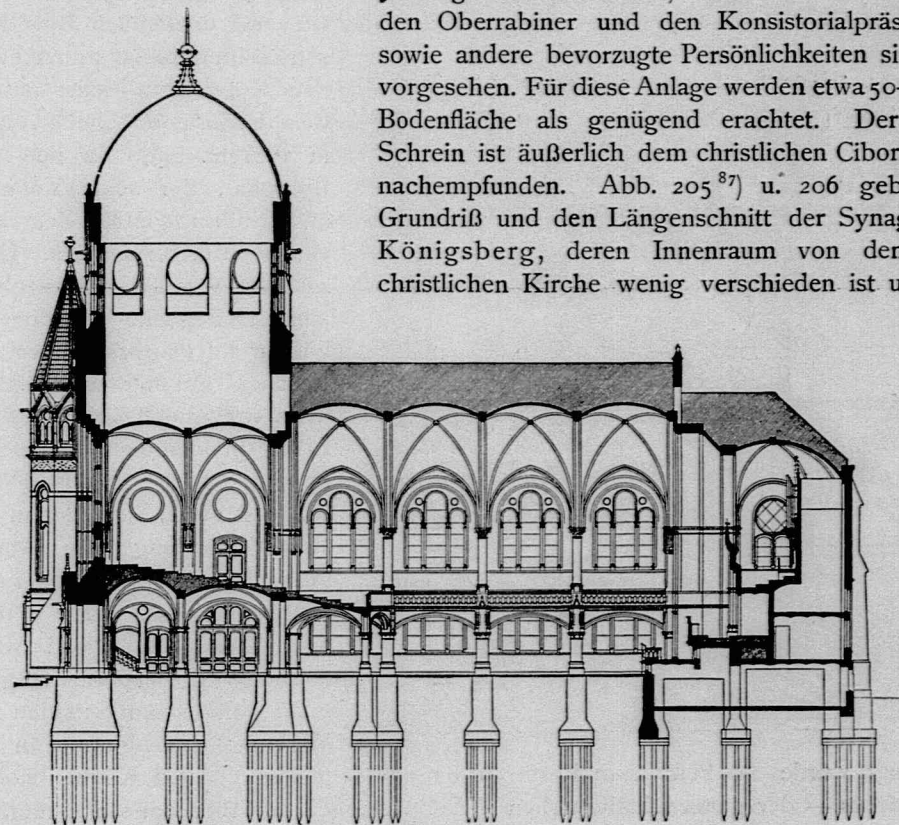 den Oberrabiner und den Konsistorialpräs
sowie andere bevorzugte Persönlichkeiten si
vorgesehen. Für diese Anlage werden etwa 50-
Bodenfläche als genügend erachtet. Der
Schrein ist äußerlich dem christlichen Cibor
nachempfunden. Abb. 205 ⁸⁷) u. 206 geb
Grundriß und den Längenschnitt der Synag
Königsberg, deren Innenraum von der
christlichen Kirche wenig verschieden ist u